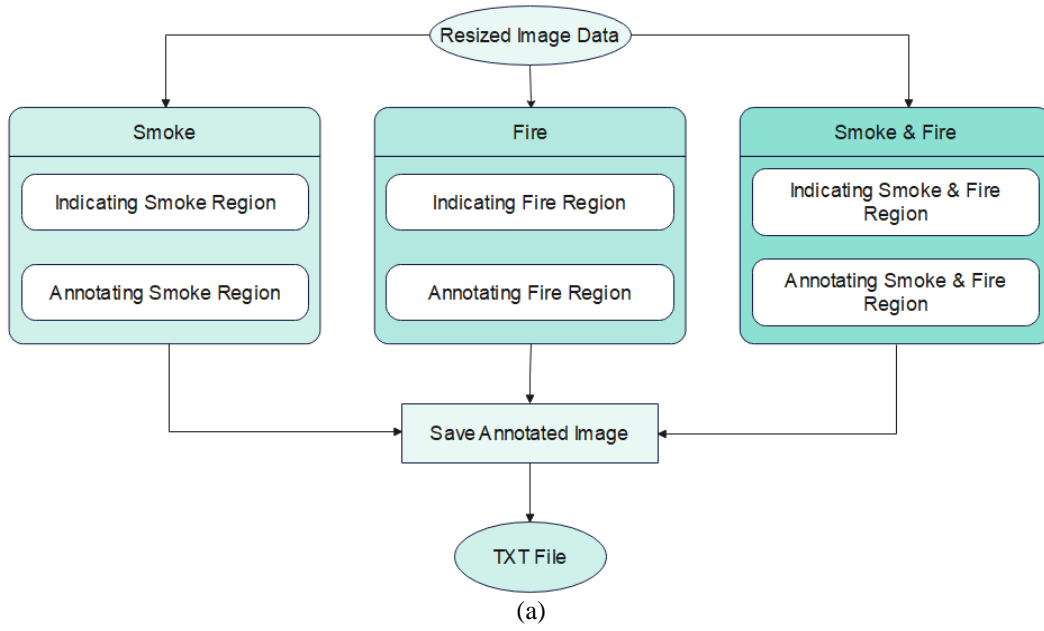 Resized Image Data
Smoke
Fire
Smoke & Fire
Indicating Smoke Region
Indicating Fire Region
Indicating Smoke & Fire
Region
Annotating Smoke Region
Annotating Fire Region
Annotating Smoke & Fire
Region
Save Annotated Image
TXT File
(a)